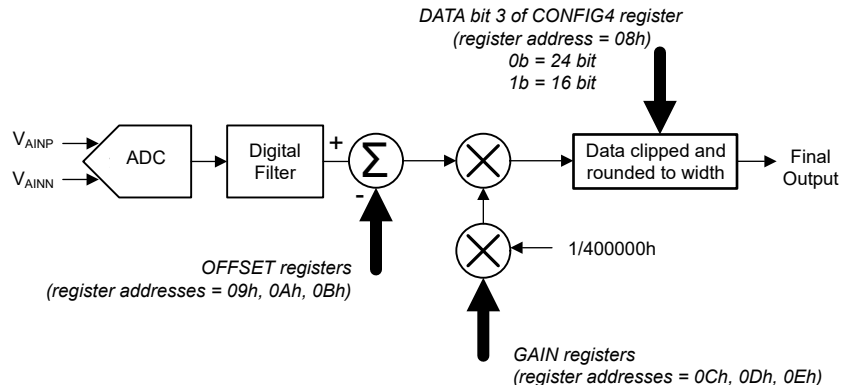 DATA bit 3 of CONFIG4 register
(register address = 08h)
0b = 24 bit
1b = 16 bit
V_AINP
V_AINN
ADC
Digital
Filter
+
-
Σ
Data clipped and
rounded to width
Final
Output
1/400000h
OFFSET registers
(register addresses = 09h, 0Ah, 0Bh)
GAIN registers
(register addresses = 0Ch, 0Dh, 0Eh)